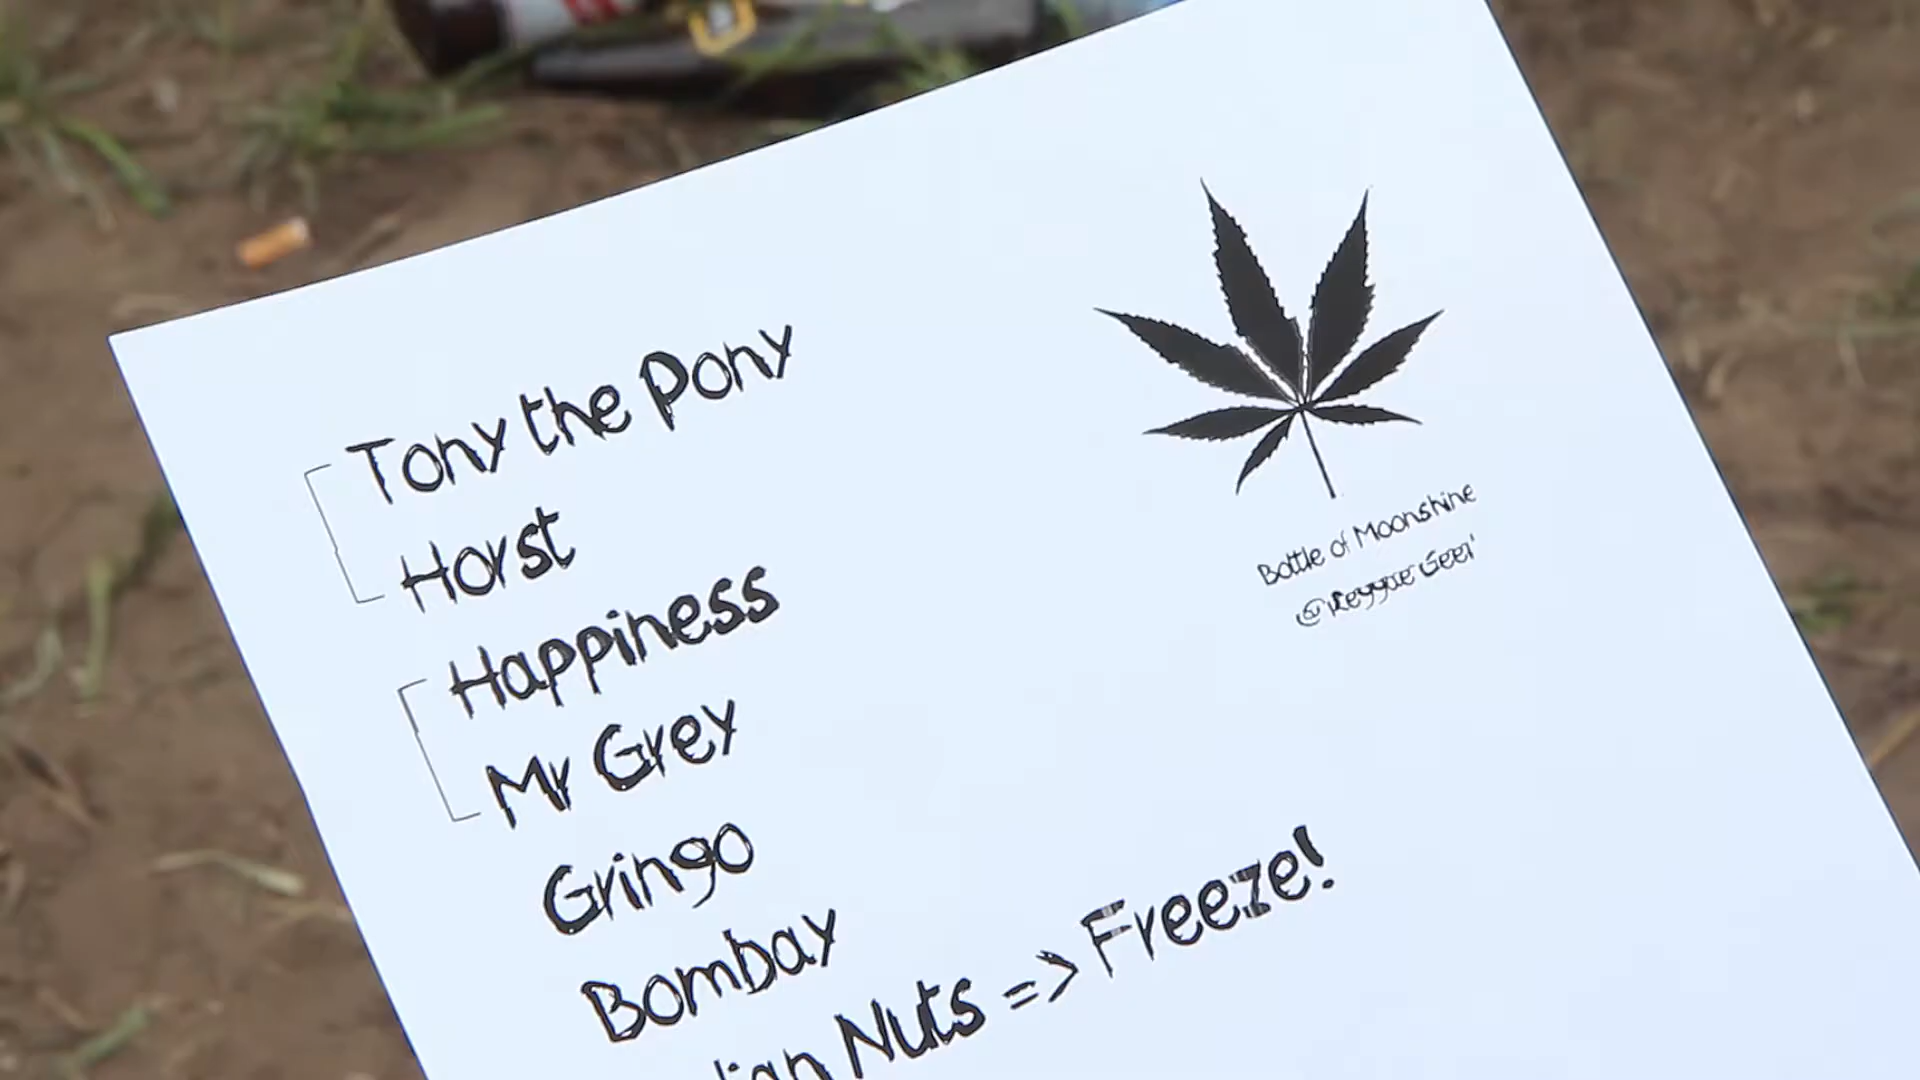 Tony the Pony
Horst
Happiness
Mr Grey
Gringo
Bombay
Nuts => Freeze!
Bottle of Moonshine